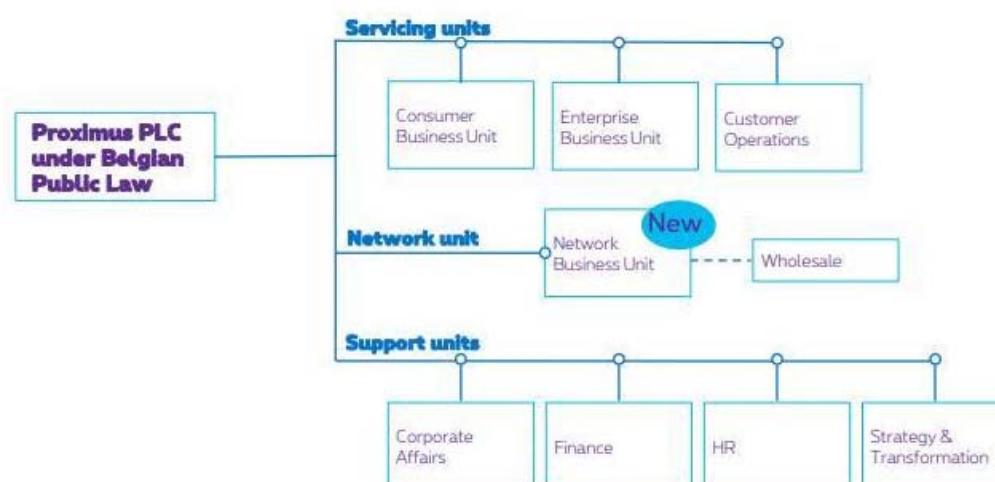 Servicing units
Consumer
Business Unit
Enterprise
Business Unit
Customer
Operations
Proximus PLC
under Belgian
Public Law
New
Network unit
Network
Business Unit
Wholesale
Support units
Corporate
Affairs
Finance
HR
Strategy &
Transformation